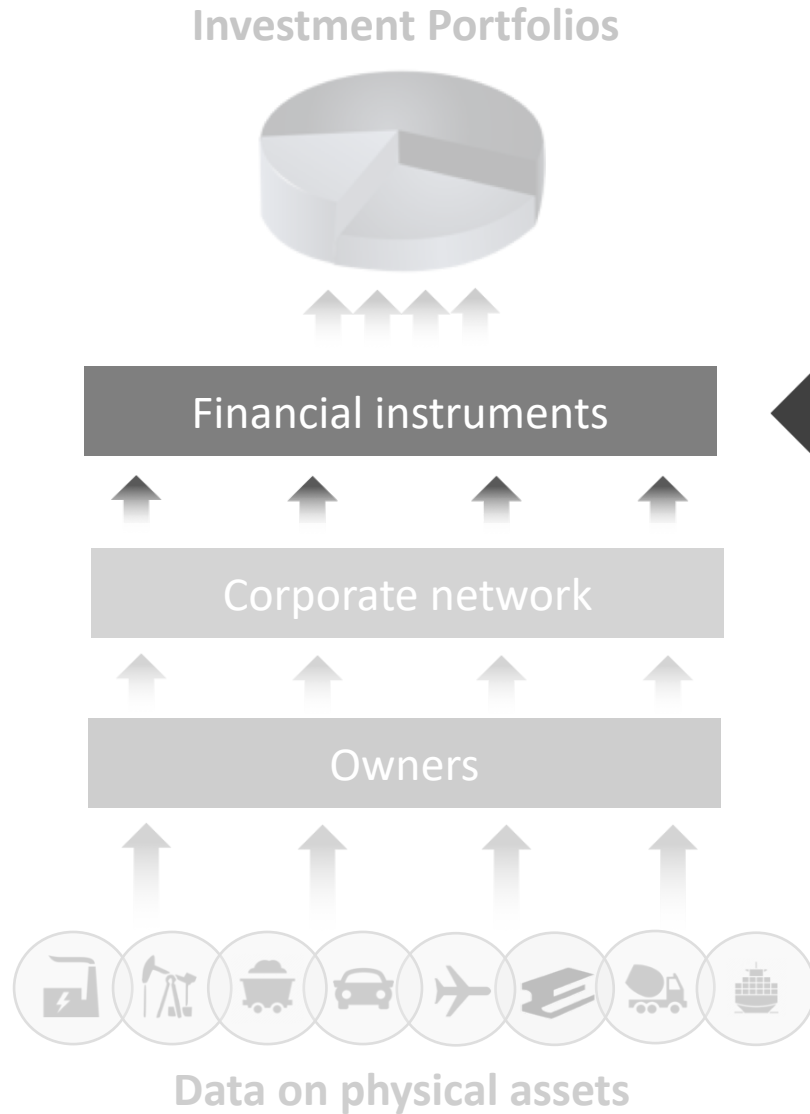 Investment Portfolios
Financial instruments
Corporate network
Owners
Data on physical assets